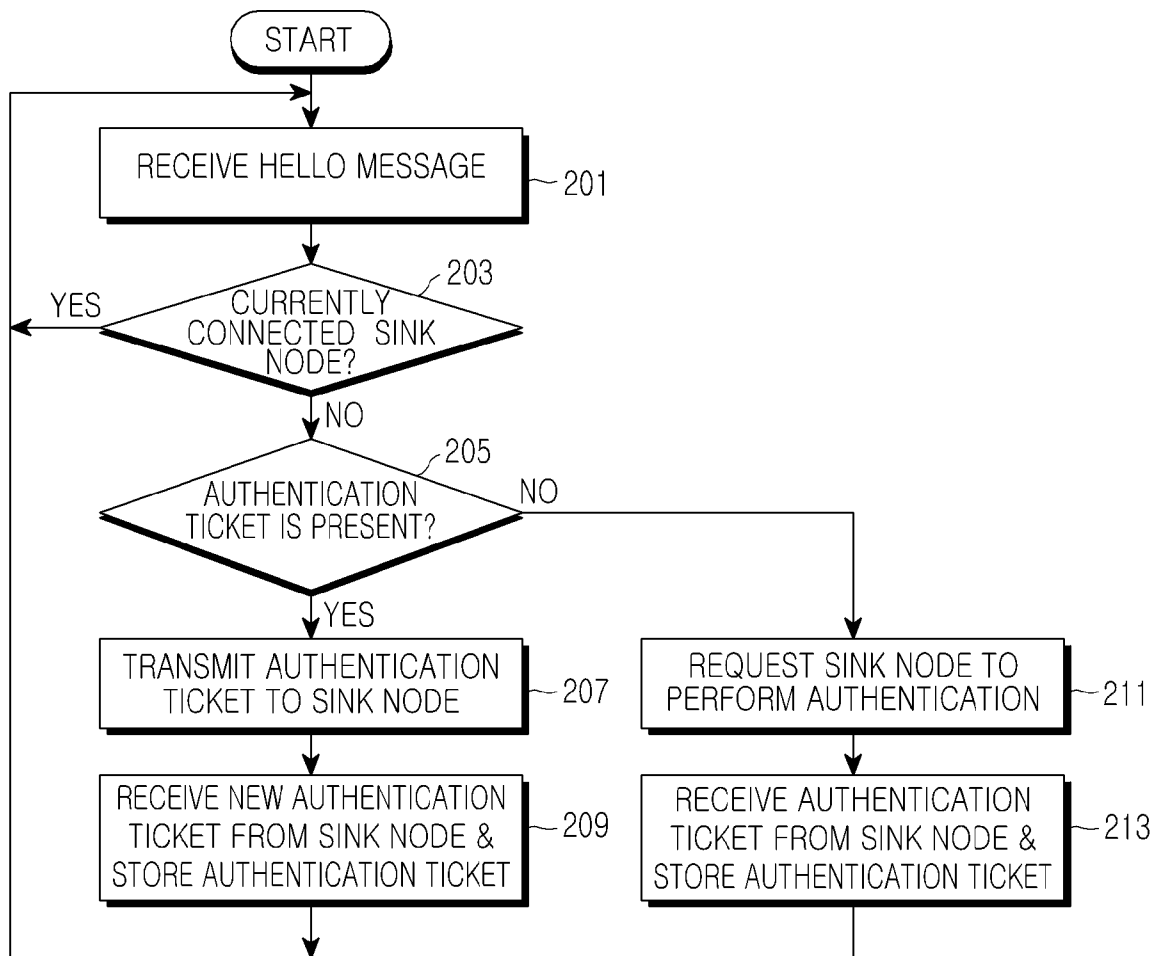 START
RECEIVE HELLO MESSAGE
201
203
YES
CURRENTLY
CONNECTED SINK
NODE?
NO
205
AUTHENTICATION
TICKET IS PRESENT?
NO
YES
TRANSMIT AUTHENTICATION
TICKET TO SINK NODE
207
REQUEST SINK NODE TO
PERFORM AUTHENTICATION
211
RECEIVE NEW AUTHENTICATION
TICKET FROM SINK NODE &
STORE AUTHENTICATION TICKET
209
RECEIVE AUTHENTICATION
TICKET FROM SINK NODE &
STORE AUTHENTICATION TICKET
213